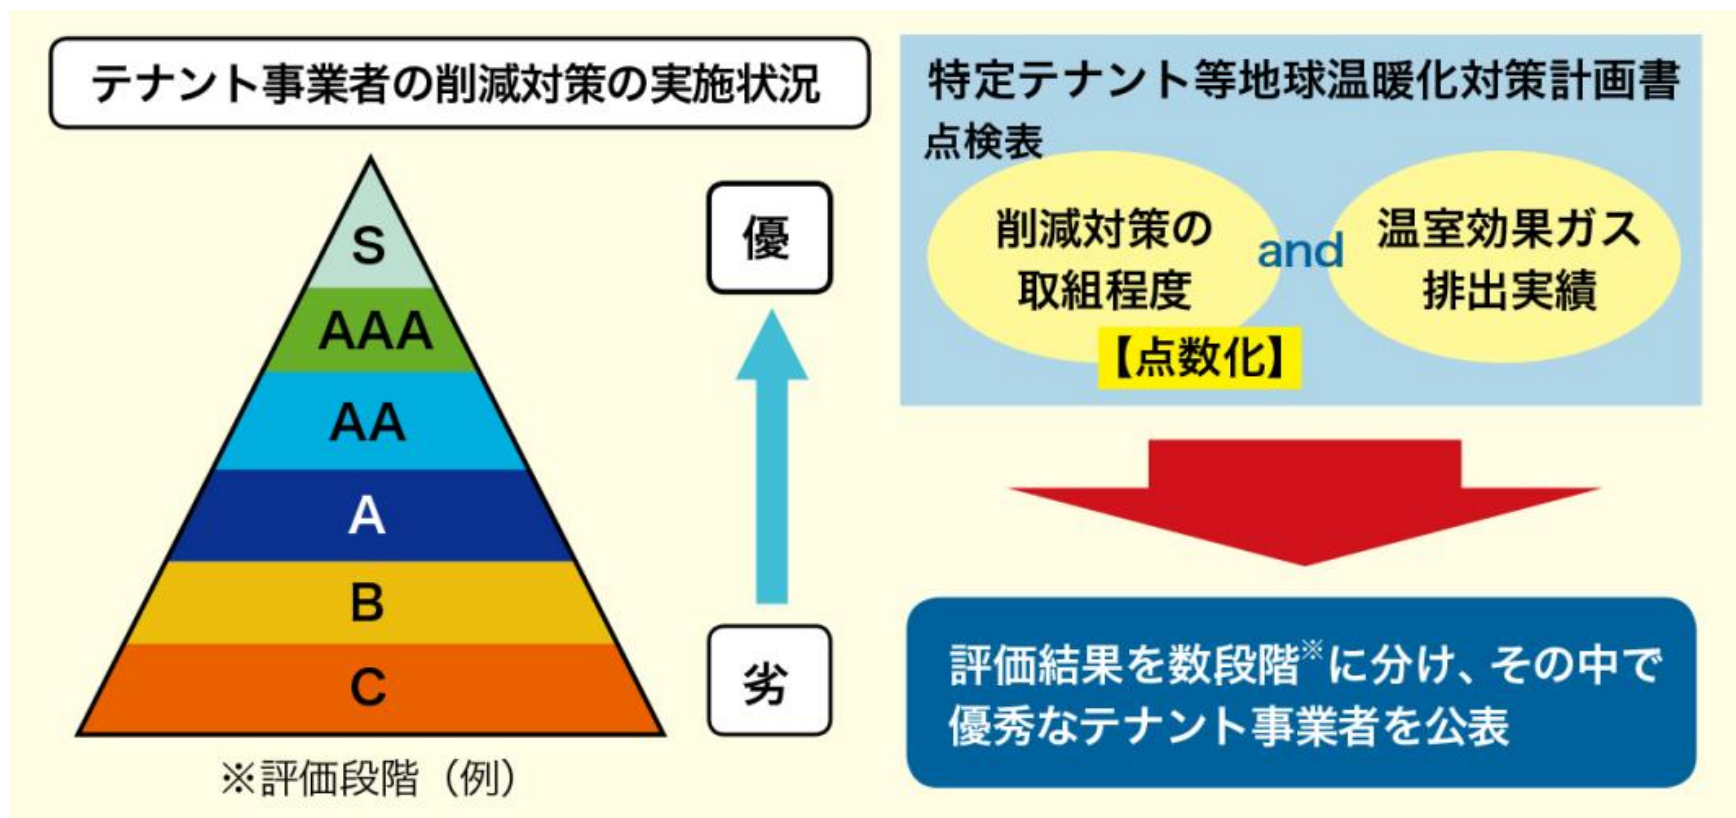 テナント事業者の削減対策の実施状況
S
AAA
AA
A
B
C
※評価段階（例）
優
劣
特定テナント等地球温暖化対策計画書
点検表
削減対策の
取組程度
and
温室効果ガス
排出実績
【点数化】
評価結果を数段階※に分け、その中で
優秀なテナント事業者を公表